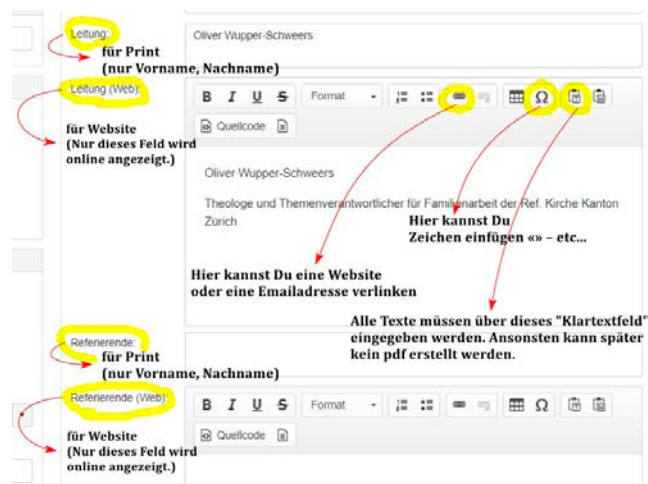 Leitung:
Oliver Wupper-Schweers
für Print
(nur Vorname, Nachname)
Leitung (Web):
B I U S Format
Quellcode
für Website
(Nur dieses Feld wird
online angezeigt.)
Oliver Wupper-Schweers
Theologe und Themenverantwortlicher für Familienarbeit der Ref. Kirche Kanton
Zürich
Hier kannst Du
Zeichen einfügen «» – etc...
Hier kannst Du eine Website
oder eine Emailadresse verlinken
Alle Texte müssen über dieses "Klartextfeld"
eingegeben werden. Ansonsten kann später
kein pdf erstellt werden.
Referierende:
für Print
(nur Vorname, Nachname)
Referierende (Web):
B I U S Format
Quellcode
für Website
(Nur dieses Feld wird
online angezeigt.)